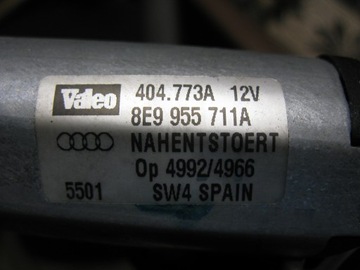 Valeo 404.773A 12V
8E9 955 711A
NAHENTSTOERT
Op 4992/4966
5501 SW4 SPAIN